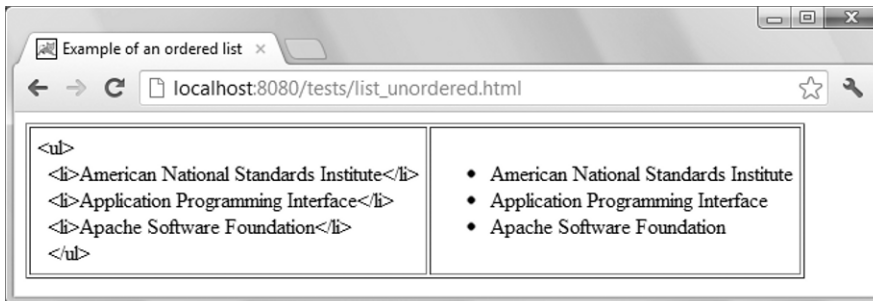 Example of an ordered list
localhost:8080/tests/list_unordered.html
<ul>
<li>American National Standards Institute</li>
<li>Application Programming Interface</li>
<li>Apache Software Foundation</li>
</ul>
• American National Standards Institute
• Application Programming Interface
• Apache Software Foundation